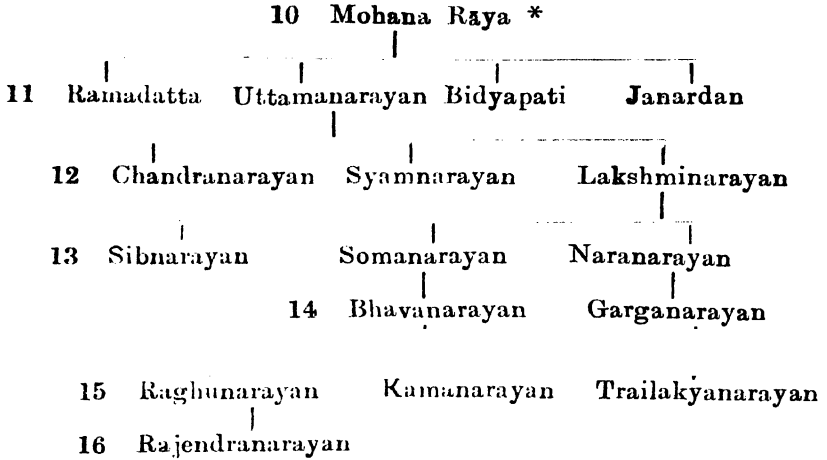 10 Mohana Rāya *
11 Ramadatta Uttamanarayan Bidyapati Janardan
12 Chandranarayan Syamnarayan Lakshminarayan
13 Sibnarayan Somanarayan Naranarayan
14 Bhavanarayan Garganarayan
15 Raghunarayan Kamanarayan Trailakyanarayan
16 Rajendranarayan